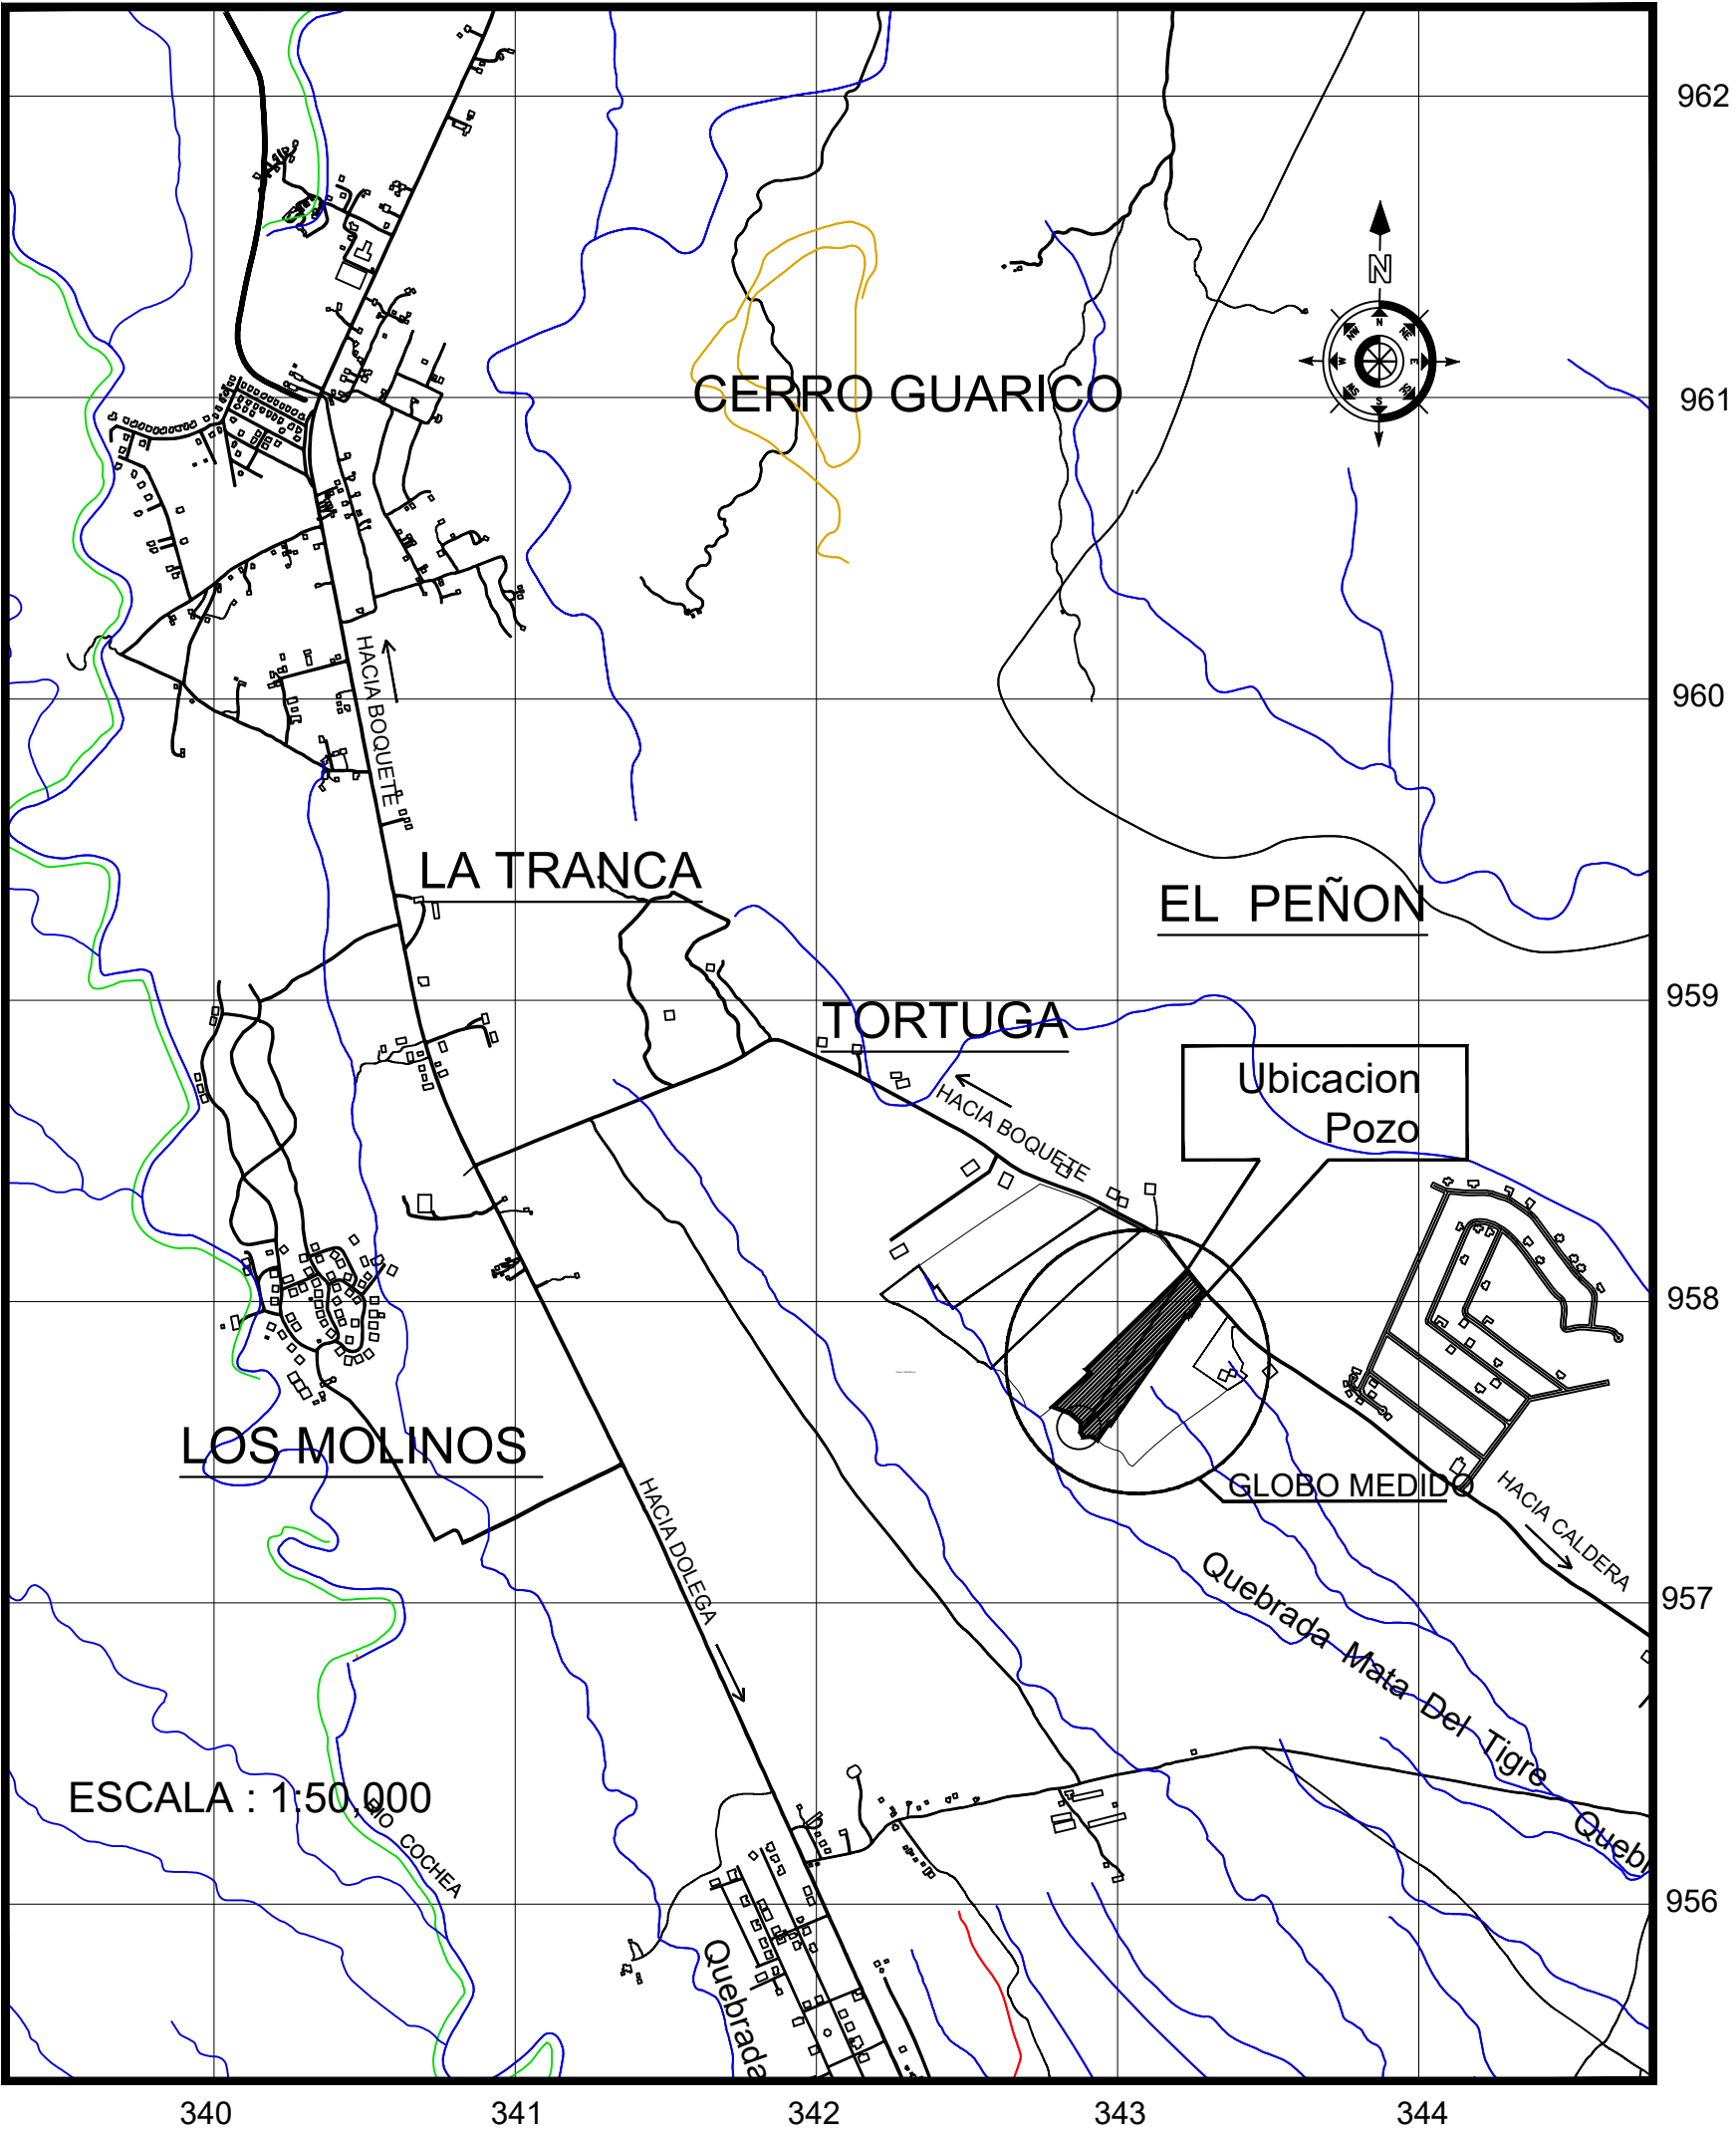 962
N
N
NE
E
S
W
NW
961
CERRO GUARICO
HACIA BOQUETE
960
LA TRANCA
EL PEÑON
959
TORTUGA
Ubicacion
Pozo
HACIA BOQUETE
958
LOS MOLINOS
GLOBO MEDIDO
HACIA CALDERA
HACIA DOLEGA
957
Quebrada Mata Del Tigre
ESCALA : 1:50,000
RIO COCHEA
Quebr
956
Quebrada
340
341
342
343
344